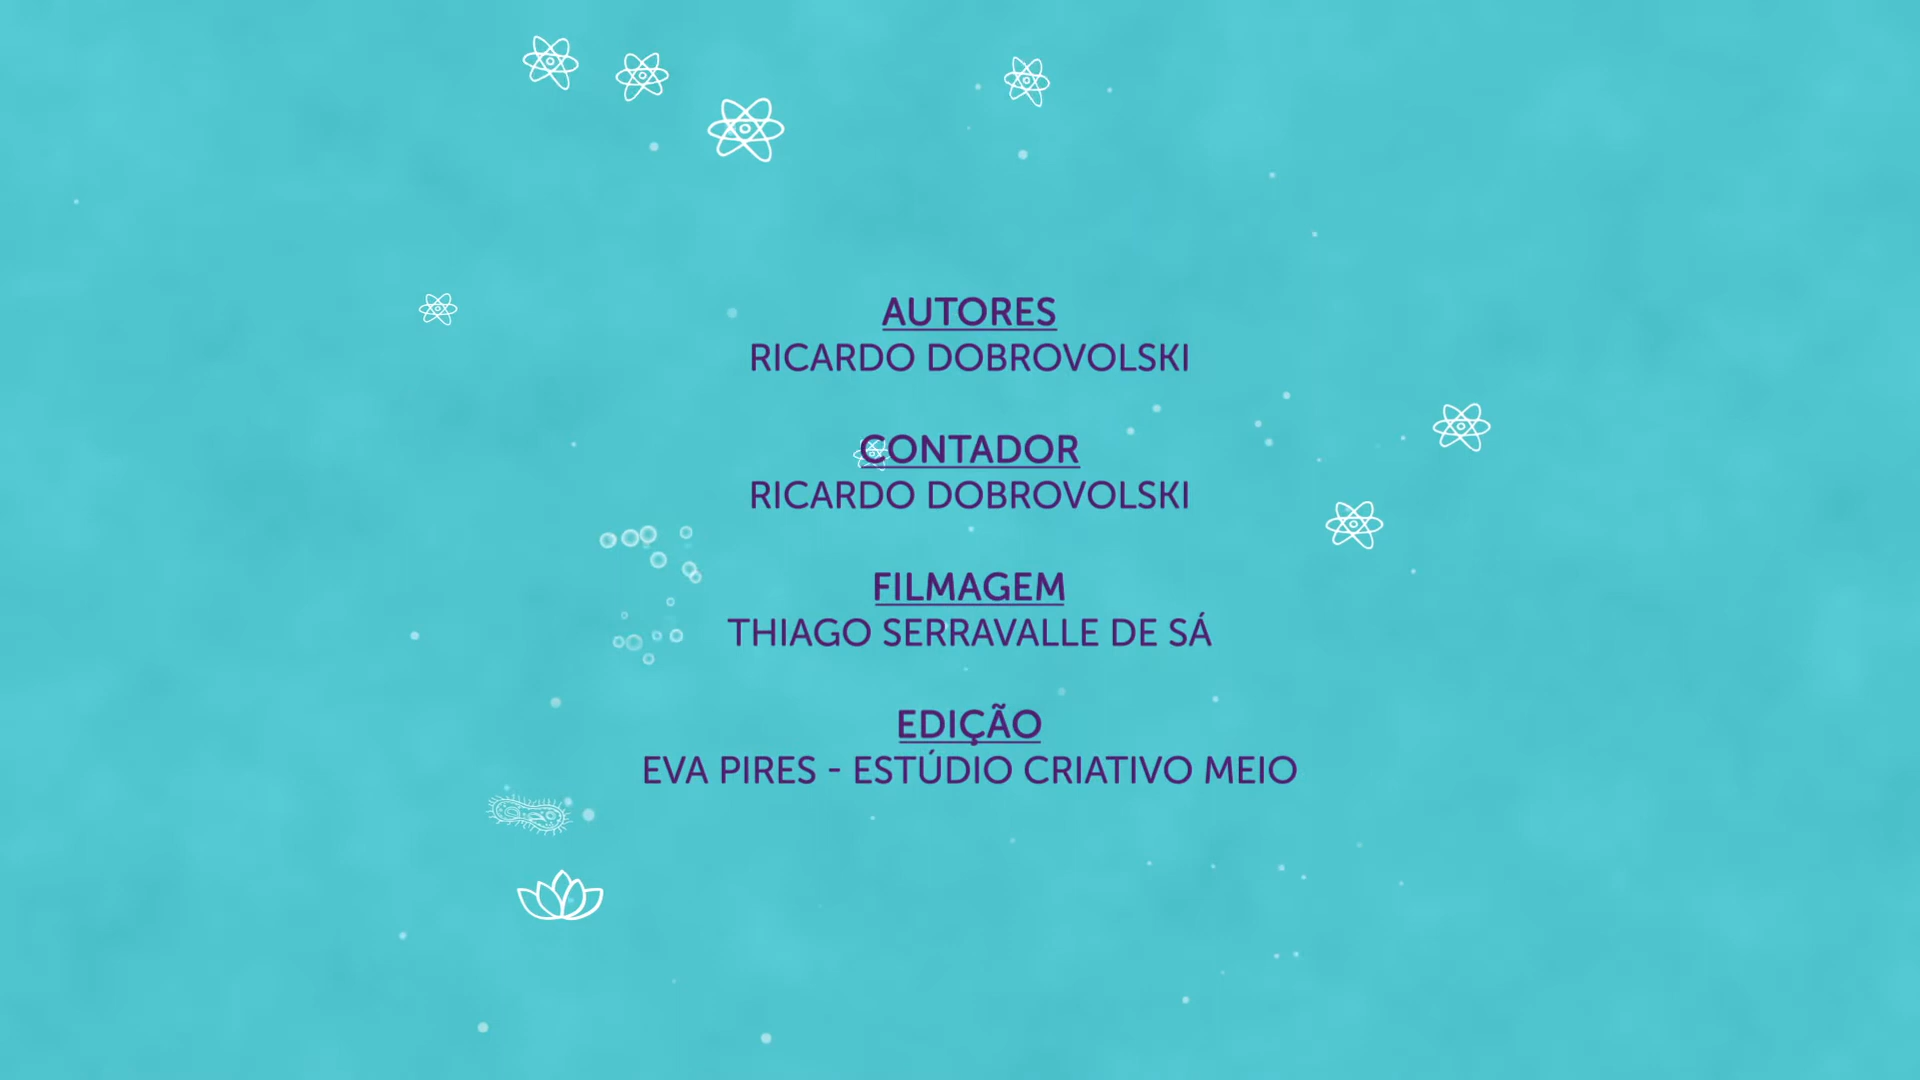 AUTORES
RICARDO DOBROVOLSKI
CONTADOR
RICARDO DOBROVOLSKI
FILMAGEM
THIAGO SERRAVALLE DE SÁ
EDIÇÃO
EVA PIRES - ESTÚDIO CRIATIVO MEIO